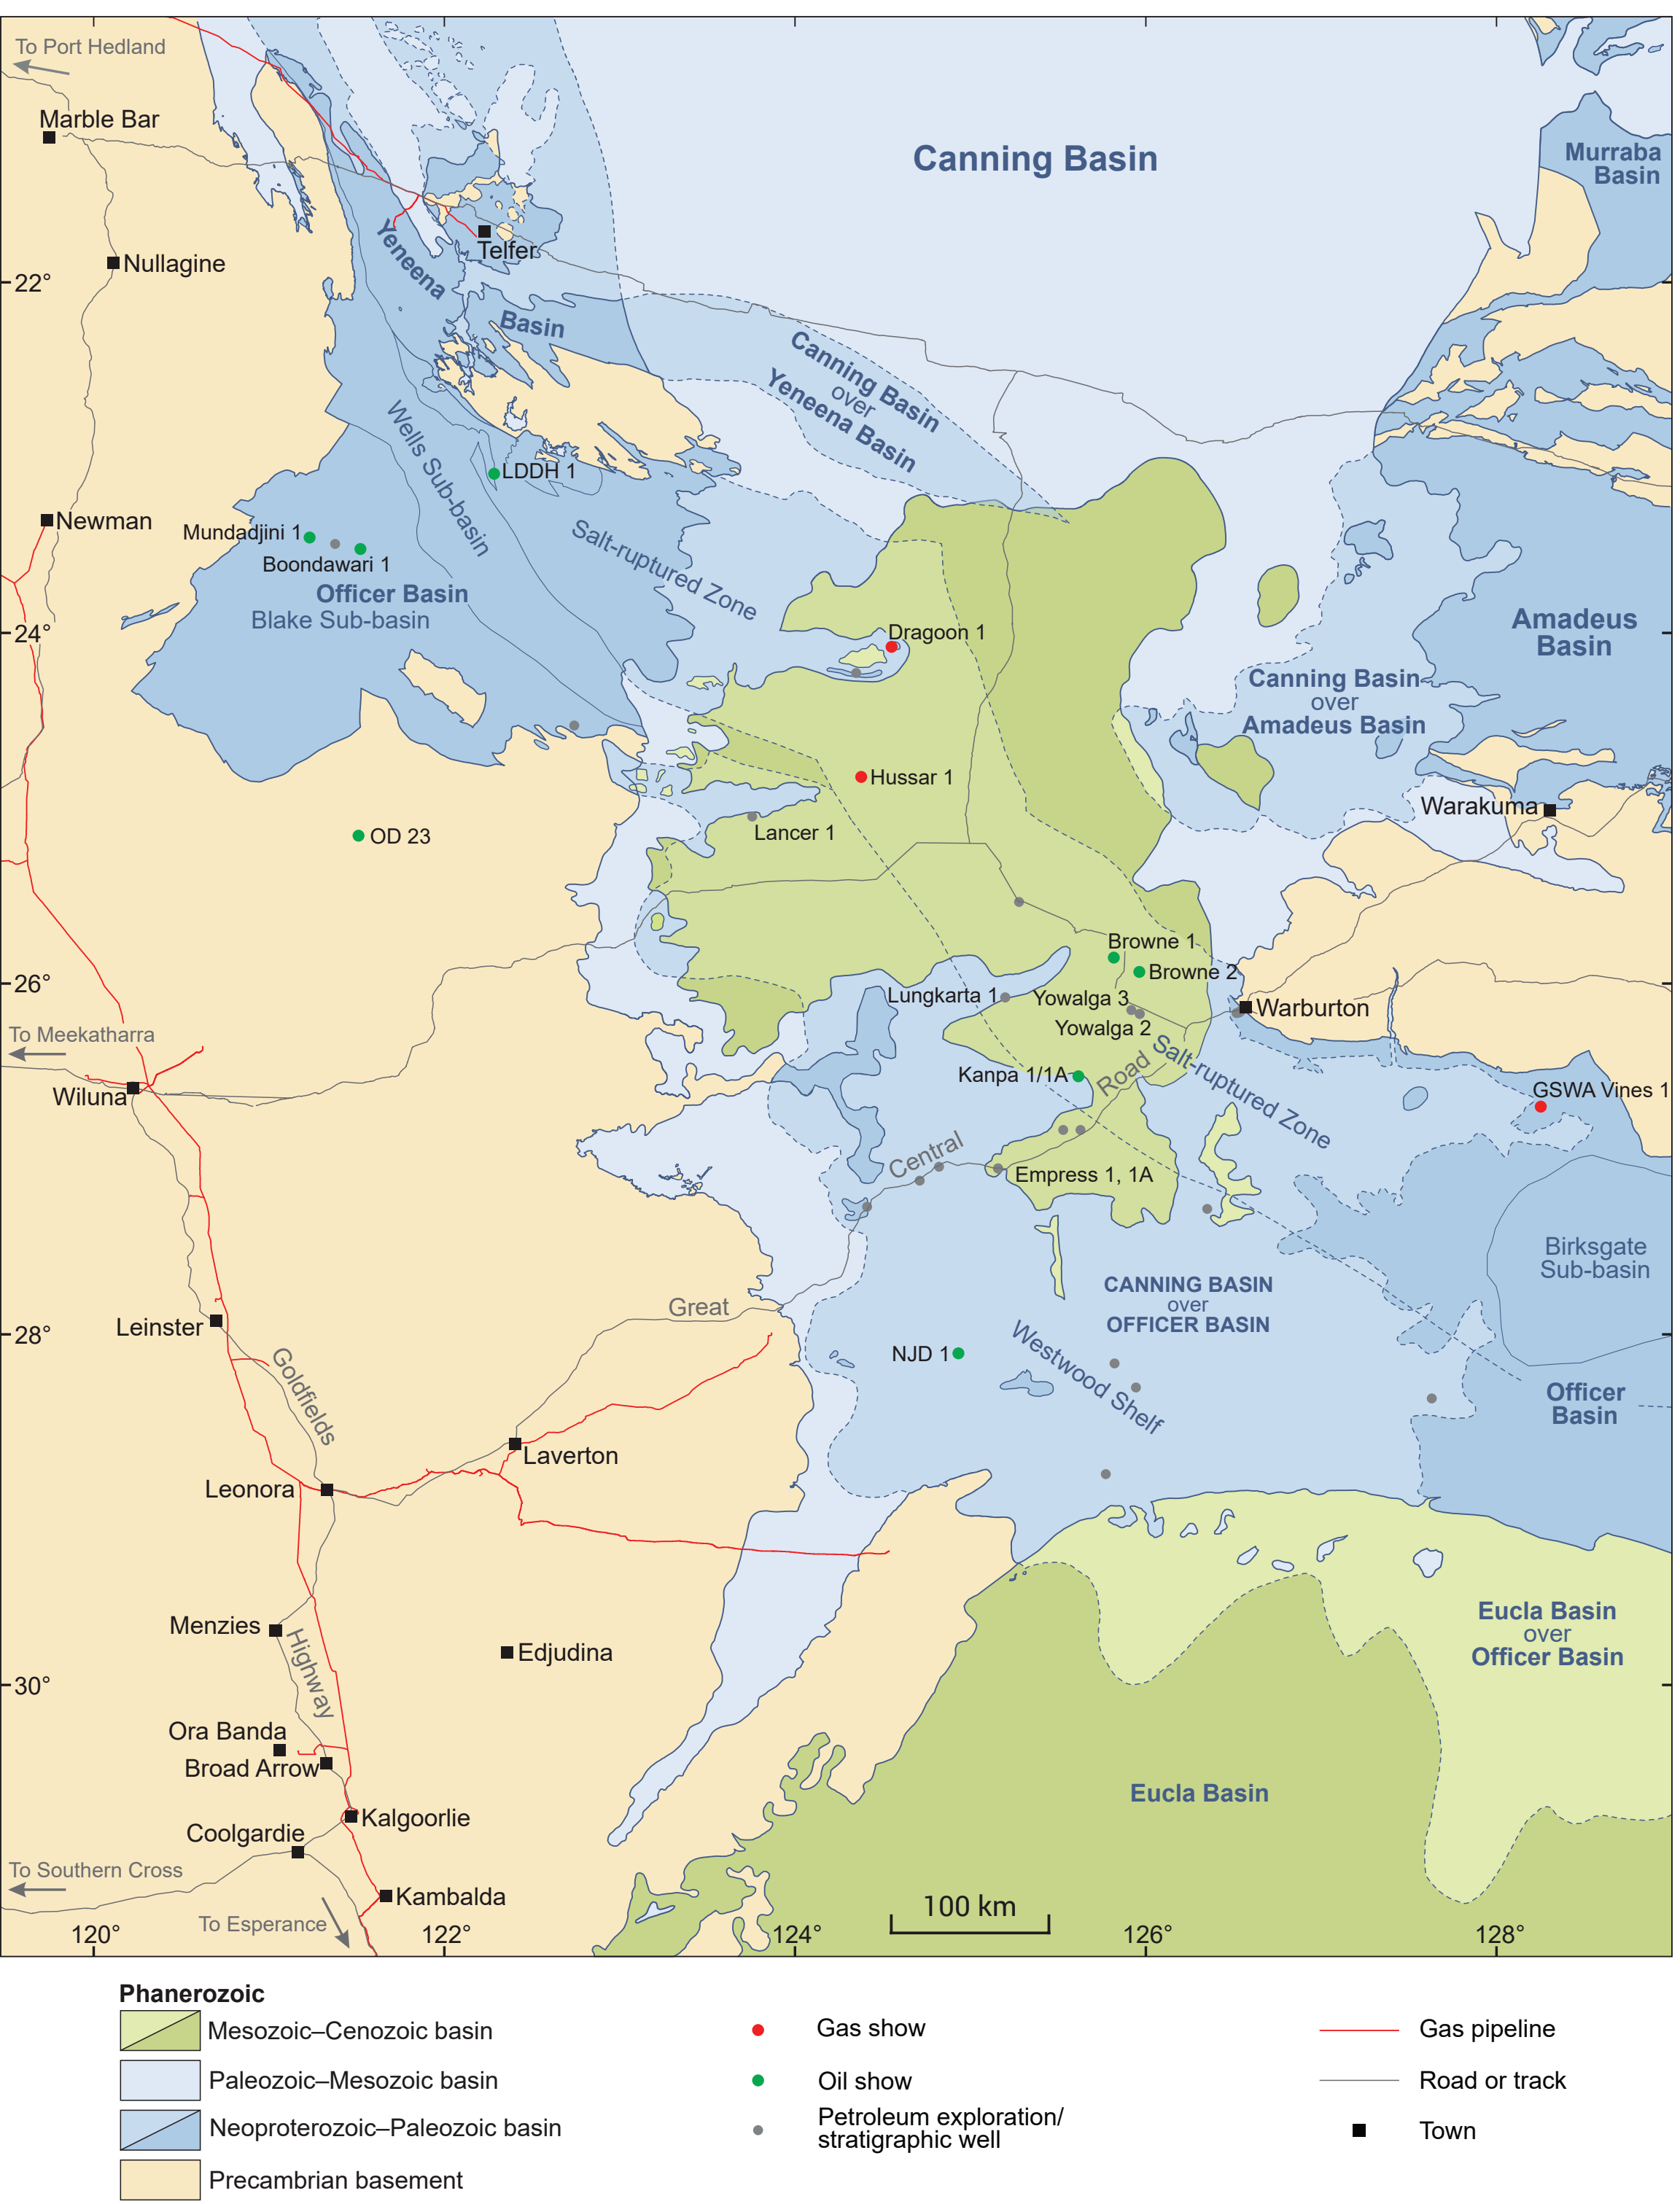 To Port Hedland
Marble Bar
Canning Basin
Murraba
Basin
Yeneena
Telfer
Nullagine
22°
Basin
Canning Basin
over
Yeneena Basin
Wells Sub-basin
LDDH 1
Newman
Mundadjini 1
Salt-ruptured Zone
Boondawari 1
Officer Basin
Blake Sub-basin
24°
Dragoon 1
Amadeus
Basin
Canning Basin
over
Amadeus Basin
Hussar 1
Warakuma
Lancer 1
OD 23
Browne 1
Browne 2
26°
Lungkarta 1
Yowalga 3
Warburton
Yowalga 2
To Meekatharra
Salt-ruptured Zone
Kanpa 1/1A
Road
GSWA Vines 1
Wiluna
Central
Empress 1, 1A
Birksgate
Sub-basin
CANNING BASIN
over
OFFICER BASIN
Great
Leinster
28°
NJD 1
Westwood Shelf
Goldfields
Officer
Basin
Laverton
Leonora
Eucla Basin
over
Officer Basin
Menzies
Highway
Edjudina
30°
Ora Banda
Broad Arrow
Eucla Basin
Kalgoorlie
Coolgardie
To Southern Cross
Kambalda
100 km
To Esperance
120°
122°
124°
126°
128°
Phanerozoic
Mesozoic–Cenozoic basin
Paleozoic–Mesozoic basin
Neoproterozoic–Paleozoic basin
Precambrian basement
Gas show
Oil show
Petroleum exploration/
stratigraphic well
Gas pipeline
Road or track
Town